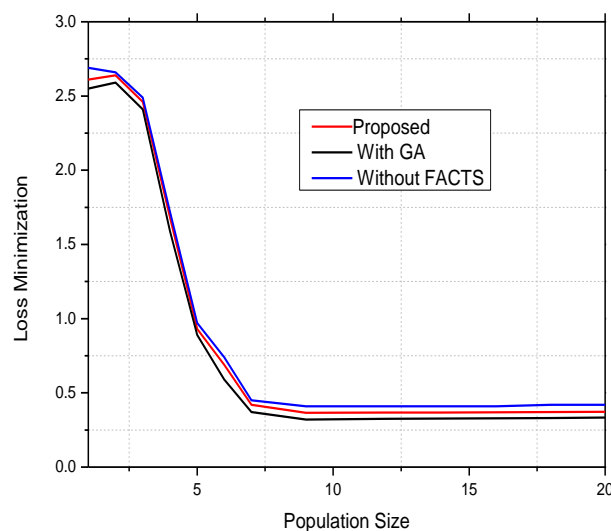 3.0
2.5
2.0
1.5
1.0
0.5
0.0
Loss Minimization
Proposed
With GA
Without FACTS
5
10
15
20
Population Size